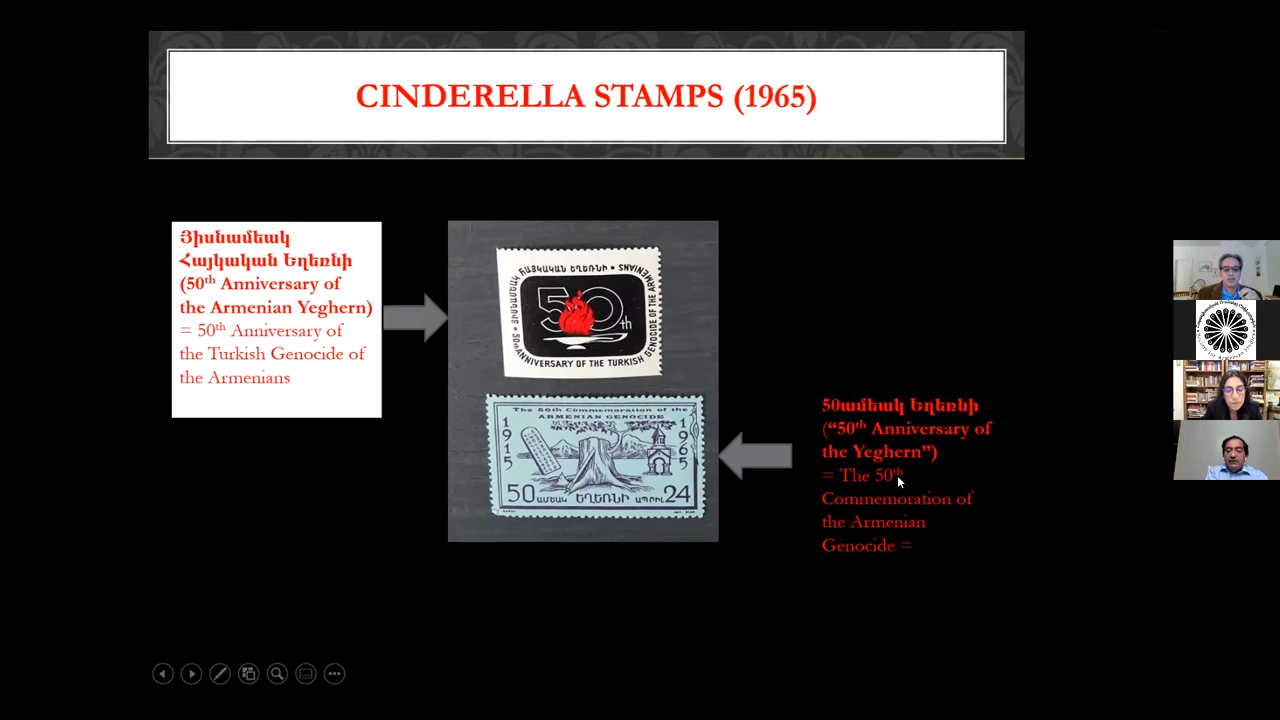 CINDERELLA STAMPS (1965)
Յիսնամեակ
Հայկական Եղեռնի
(50th Anniversary of
the Armenian Yeghern)
= 50th Anniversary of
the Turkish Genocide of
the Armenians
ՅԻՍՆԱՄԵԱԿ ՀԱՅԿԱԿԱՆ ԵՂԵՌՆԻ • 50th ANNIVERSARY OF THE TURKISH GENOCIDE OF THE ARMENIANS •
50th
The 50th Commemoration of the
ARMENIAN GENOCIDE
1915
1965
50 ԱՄԵԱԿ ԵՂԵՌՆԻ ԱՊՐԻԼ 24
50ամեակ Եղեռնի
(“50th Anniversary of
the Yeghern”)
= The 50th
Commemoration of
the Armenian
Genocide =